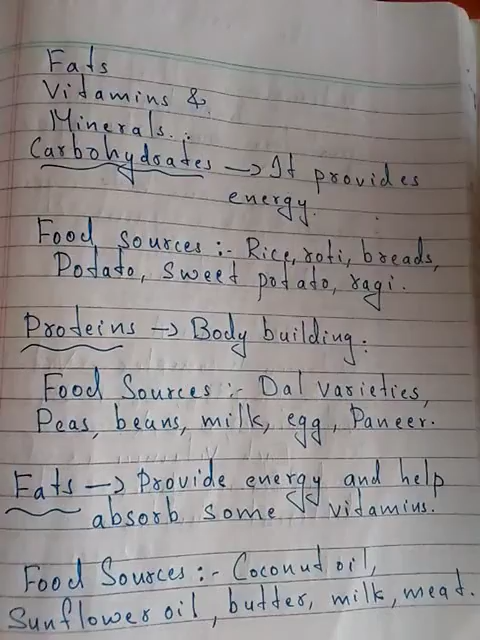 Fats
Vitamins &
Minerals.
Carbohydrates → It provides
energy.
Food sources :- Rice, roti, breads,
Potato, sweet potato, ragi.
Proteins → Body building.
Food Sources :- Dal varieties,
Peas, beans, milk, egg, Paneer.
Fats → Provide energy and help
absorb some vitamins.
Food Sources :- Coconut oil,
Sunflower oil, butter, milk, meat.